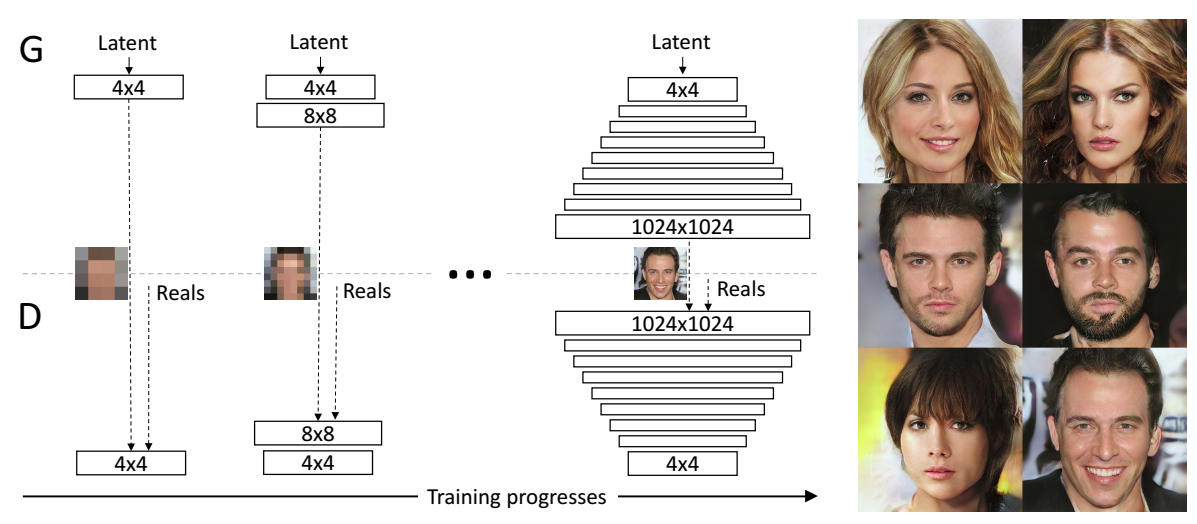 G
Latent
Latent
Latent
4x4
4x4
4x4
8x8
1024x1024
...
Reals
Reals
Reals
D
1024x1024
8x8
4x4
4x4
4x4
Training progresses